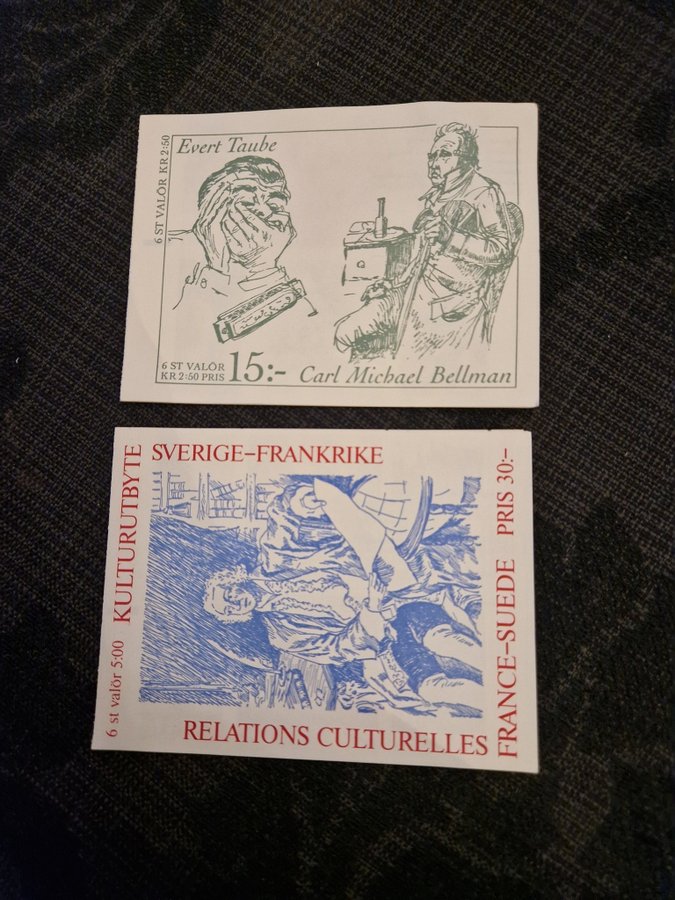 Evert Taube
6 ST VALÖR KR 2:50
6 ST VALÖR
KR 2:50 PRIS 15:-
Carl Michael Bellman
SVERIGE–FRANKRIKE
6 st valör 5:00 KULTURUTBYTE
FRANCE–SUEDE PRIS 30:-
RELATIONS CULTURELLES